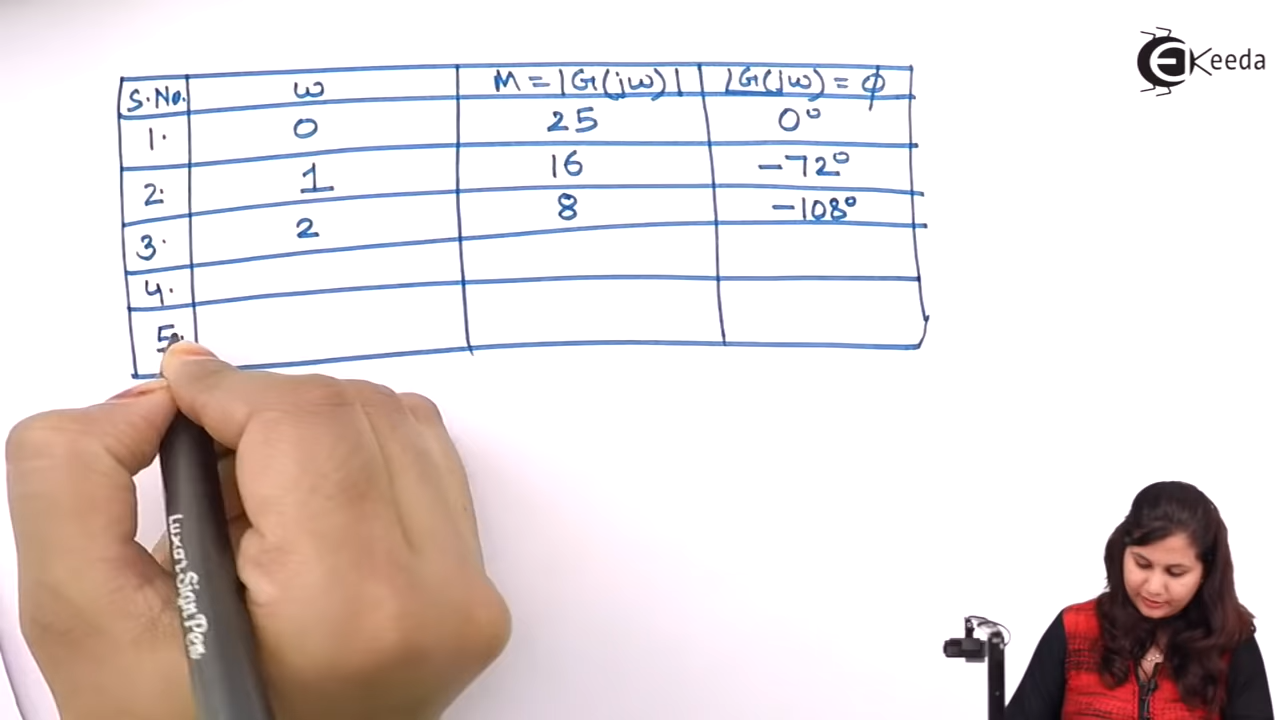 Keeda
S.No. ω M = |G(jω)| ∠G(jω) = ϕ
1. 0 25 0°
2. 1 16 -72°
3. 2 8 -108°
4.
5.
Luxor Sign Pen